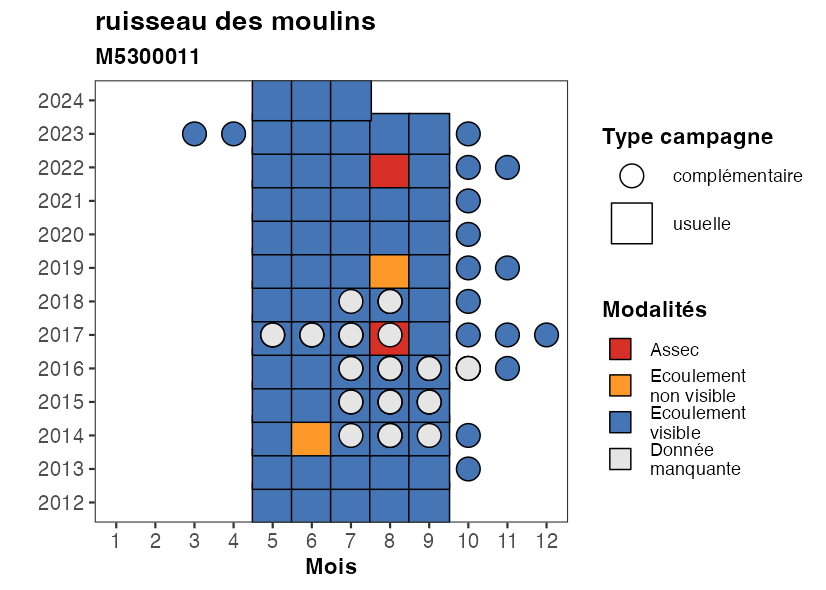 ruisseau des moulins
M5300011
2024
2023
2022
2021
2020
2019
2018
2017
2016
2015
2014
2013
2012
1 2 3 4 5 6 7 8 9 10 11 12
Mois
Type campagne
complémentaire
usuelle
Modalités
Assec
Ecoulement
non visible
Ecoulement
visible
Donnée
manquante